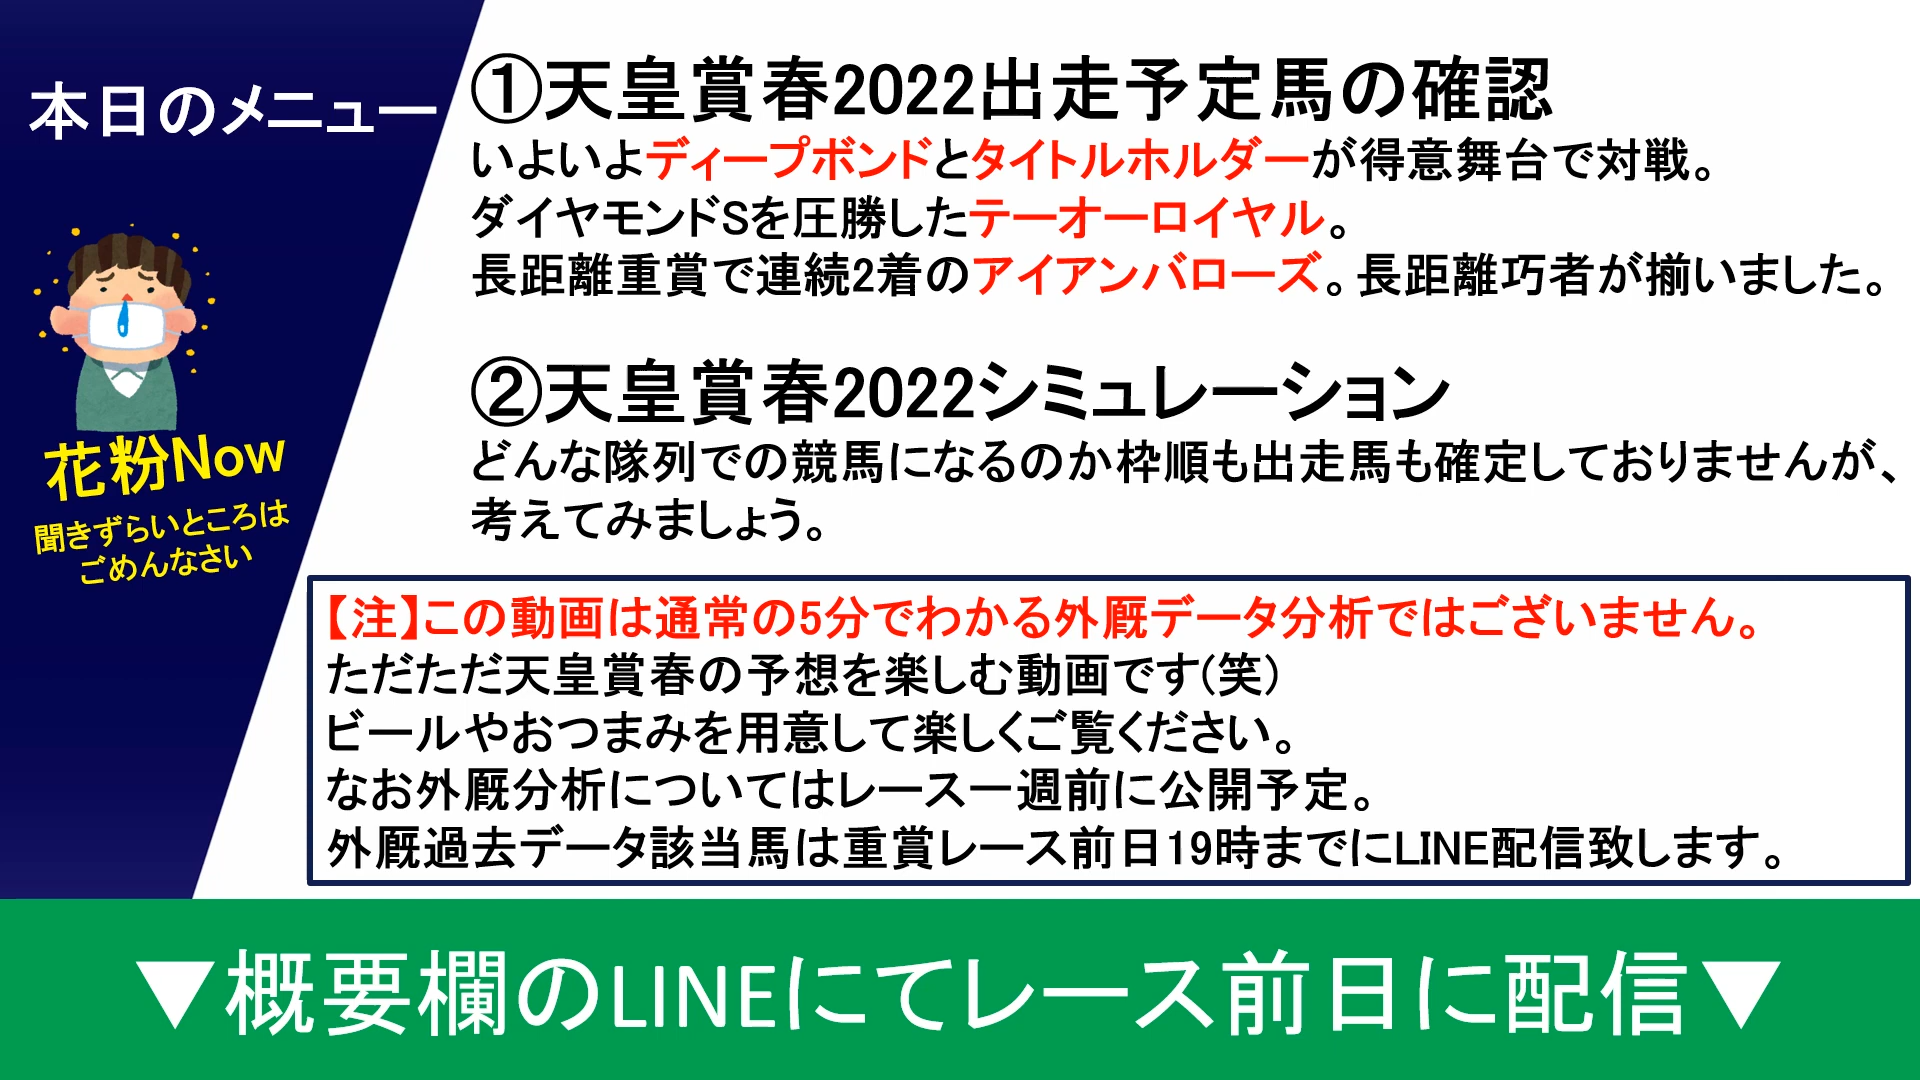 本日のメニュー
①天皇賞春2022出走予定馬の確認
いよいよディープボンドとタイトルホルダーが得意舞台で対戦。
ダイヤモンドSを圧勝したテーオーロイヤル。
長距離重賞で連続2着のアイアンバローズ。長距離巧者が揃いました。
②天皇賞春2022シミュレーション
どんな隊列での競馬になるのか枠順も出走馬も確定しておりませんが、
考えてみましょう。
花粉Now
聞きずらいところは
ごめんなさい
【注】この動画は通常の5分でわかる外厩データ分析ではございません。
ただただ天皇賞春の予想を楽しむ動画です(笑)
ビールやおつまみを用意して楽しくご覧ください。
なお外厩分析についてはレース一週前に公開予定。
外厩過去データ該当馬は重賞レース前日19時までにLINE配信致します。
▼概要欄のLINEにてレース前日に配信▼